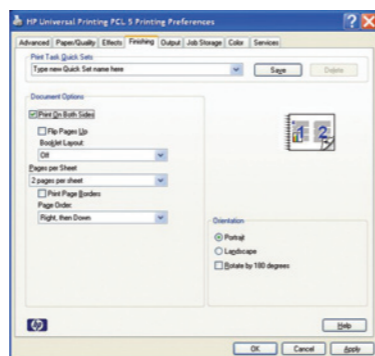 HP Universal Printing PCL 5 Printing Preferences
Advanced Paper/Quality Effects Finishing Output Job Storage Color Services
Print Task Quick Sets
Type new Quick Set name here Save Delete
Document Options
Print On Both Sides
Flip Pages Up
Booklet Layout:
Off
Pages per Sheet
2 pages per sheet
Print Page Borders
Page Order:
Right, then Down
1 2
Orientation
Portrait
Landscape
Rotate by 180 degrees
hp
Help
OK Cancel Apply